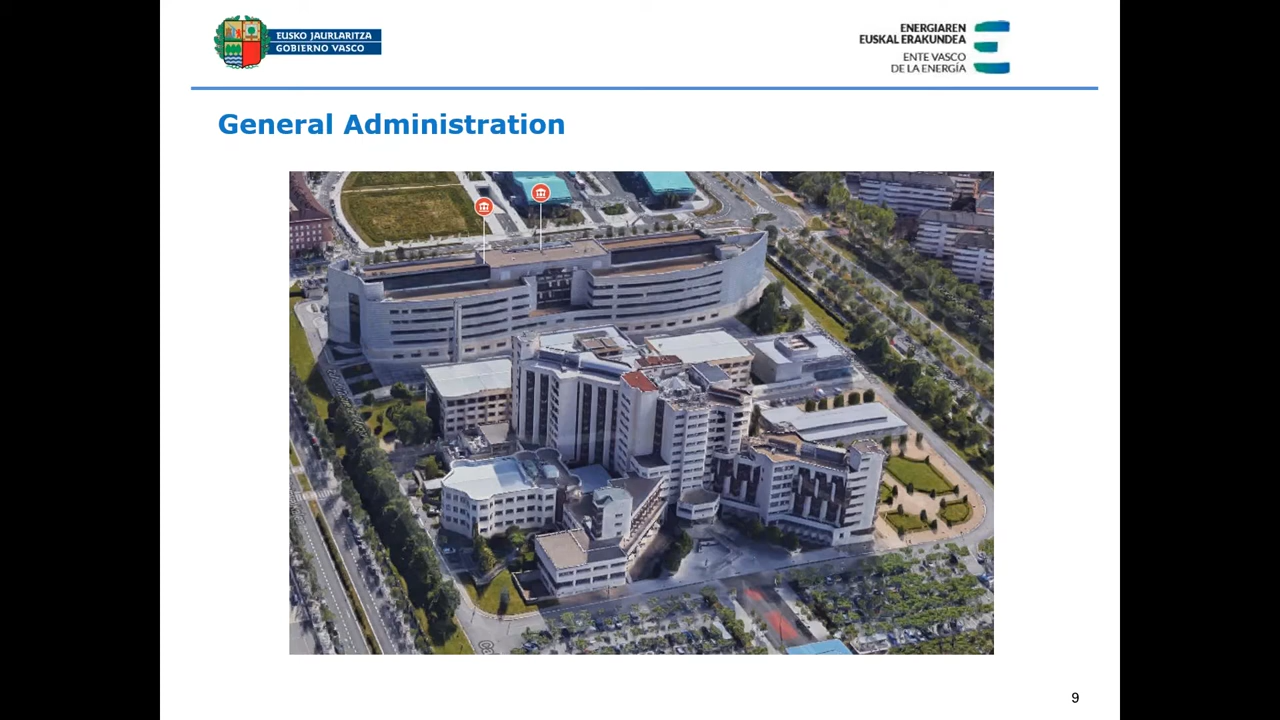 EUSKO JAURLARITZA
GOBIERNO VASCO
ENERGIAREN
EUSKAL ERAKUNDEA
ENTE VASCO
DE LA ENERGÍA
General Administration
9